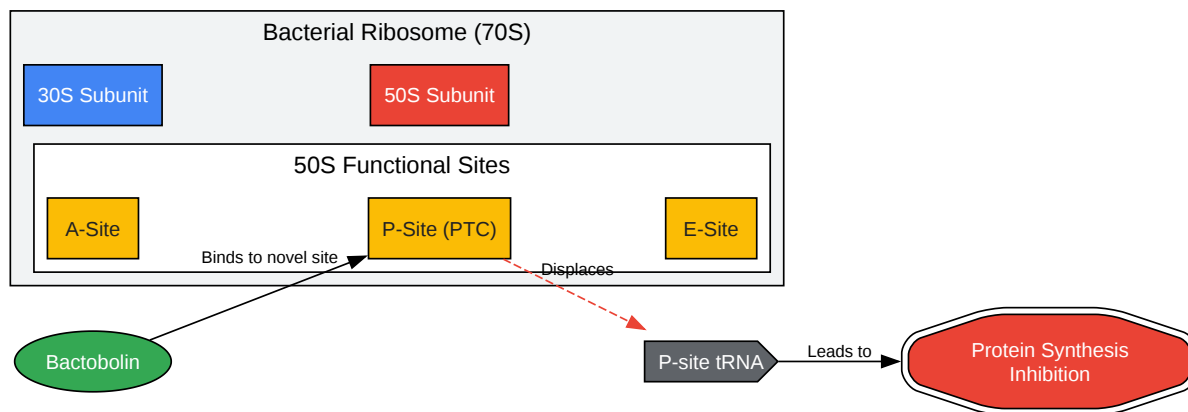 Bacterial Ribosome (70S)
30S Subunit
50S Subunit
50S Functional Sites
A-Site
P-Site (PTC)
E-Site
Binds to novel site
Displaces
Bactobolin
P-site tRNA
Leads to
Protein Synthesis
Inhibition